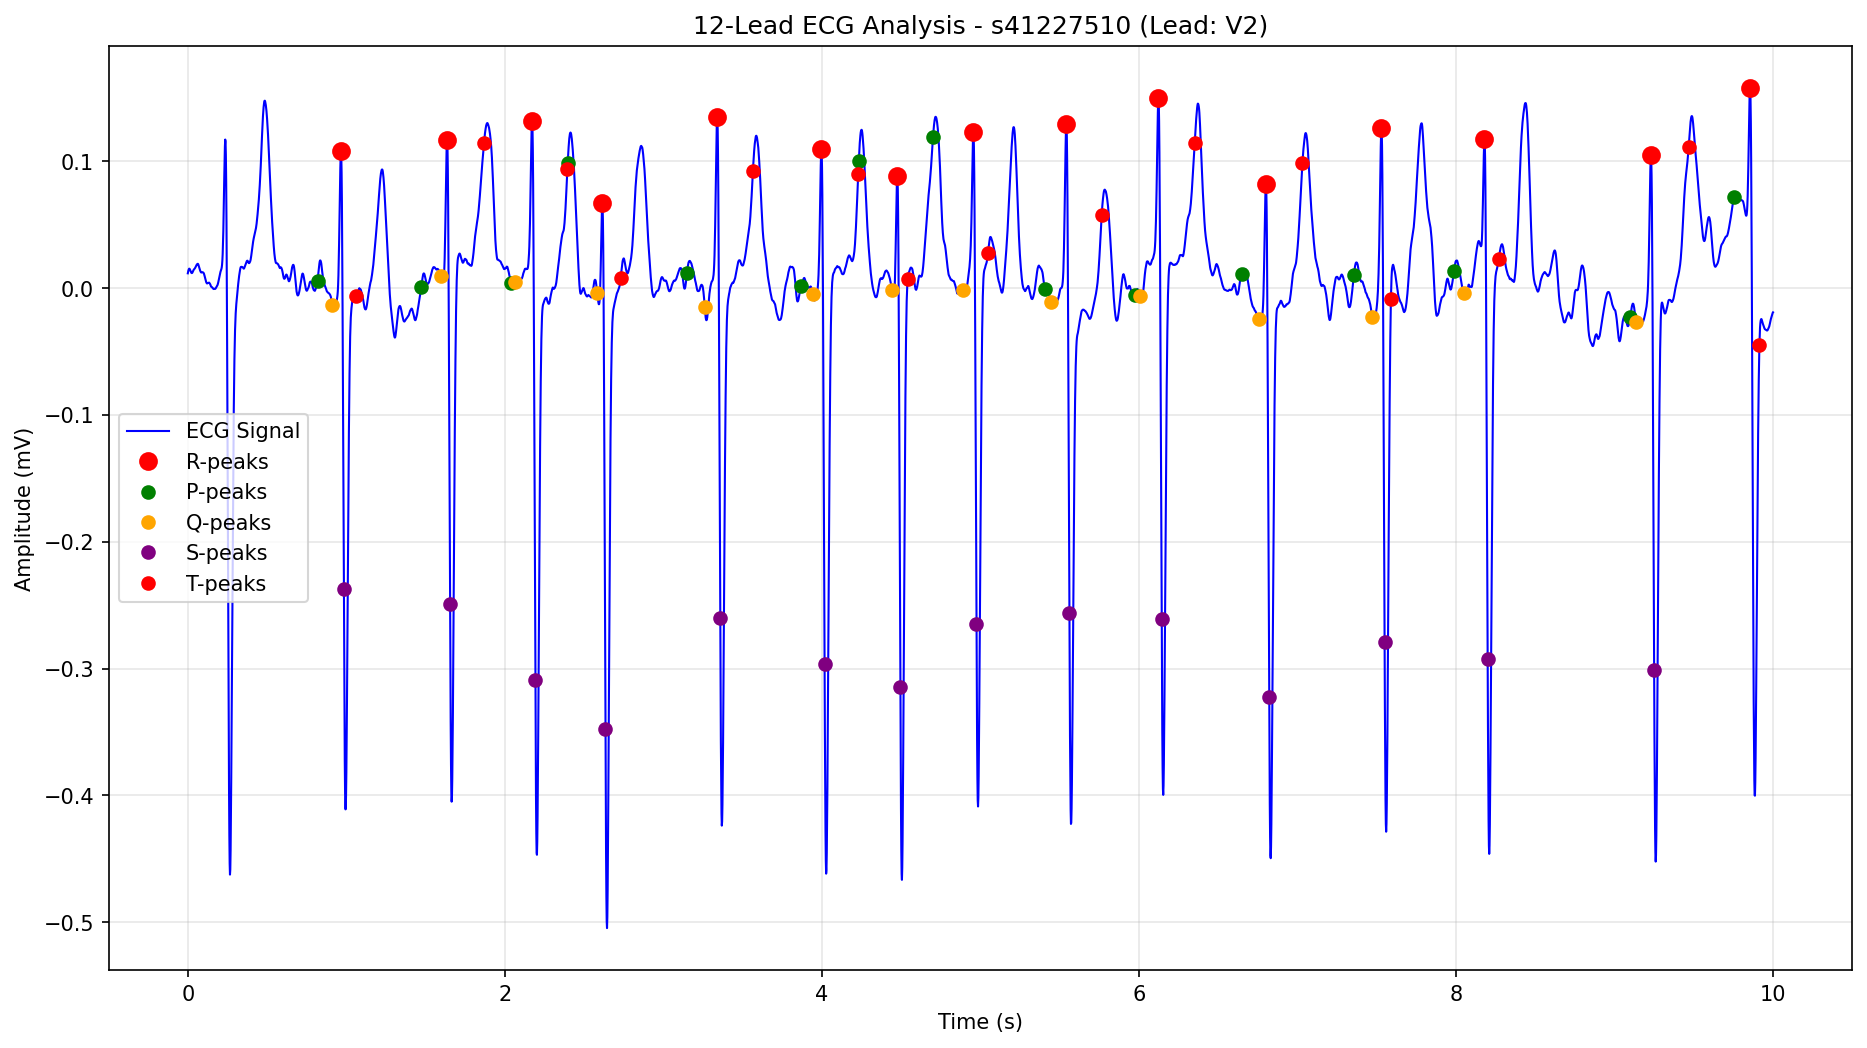 12-Lead ECG Analysis - s41227510 (Lead: V2)
Amplitude (mV)
0.1
0.0
−0.1
−0.2
−0.3
−0.4
−0.5
ECG Signal
R-peaks
P-peaks
Q-peaks
S-peaks
T-peaks
0 2 4 6 8 10
Time (s)